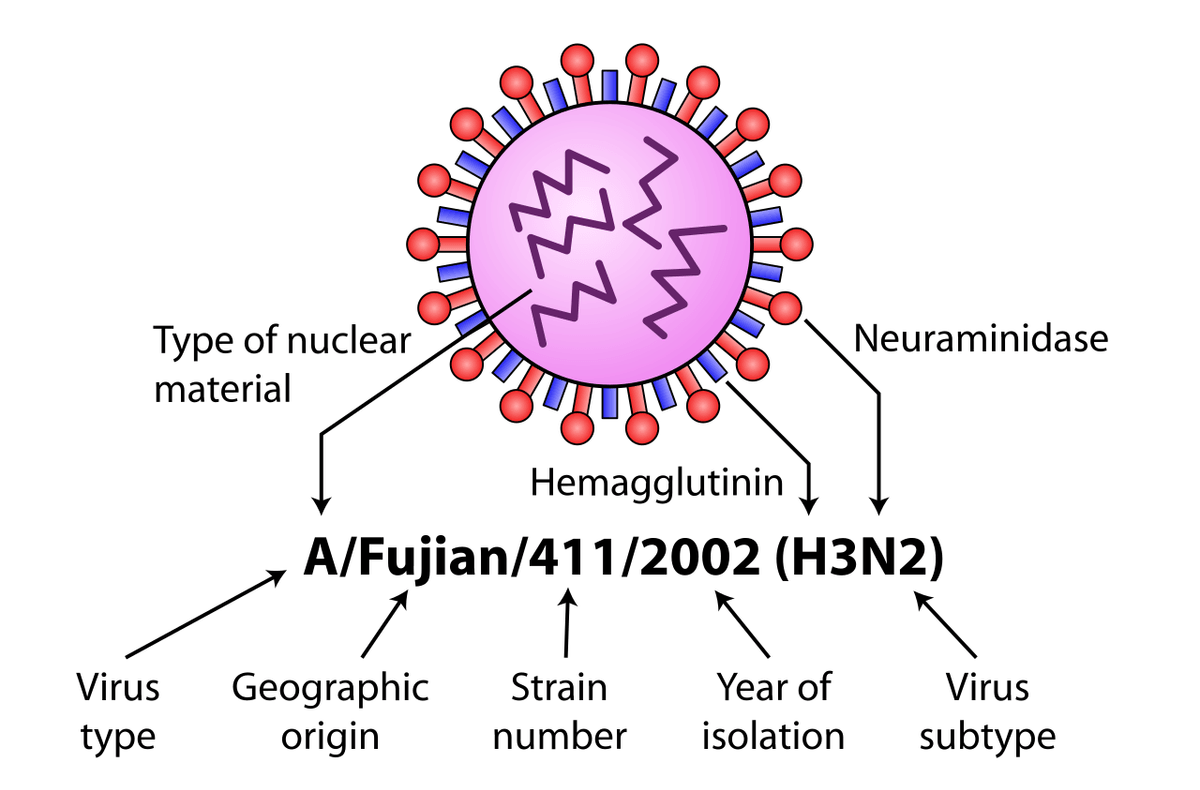 Type of nuclear
material
Neuraminidase
Hemagglutinin
A/Fujian/411/2002 (H3N2)
Virus
type
Geographic
origin
Strain
number
Year of
isolation
Virus
subtype